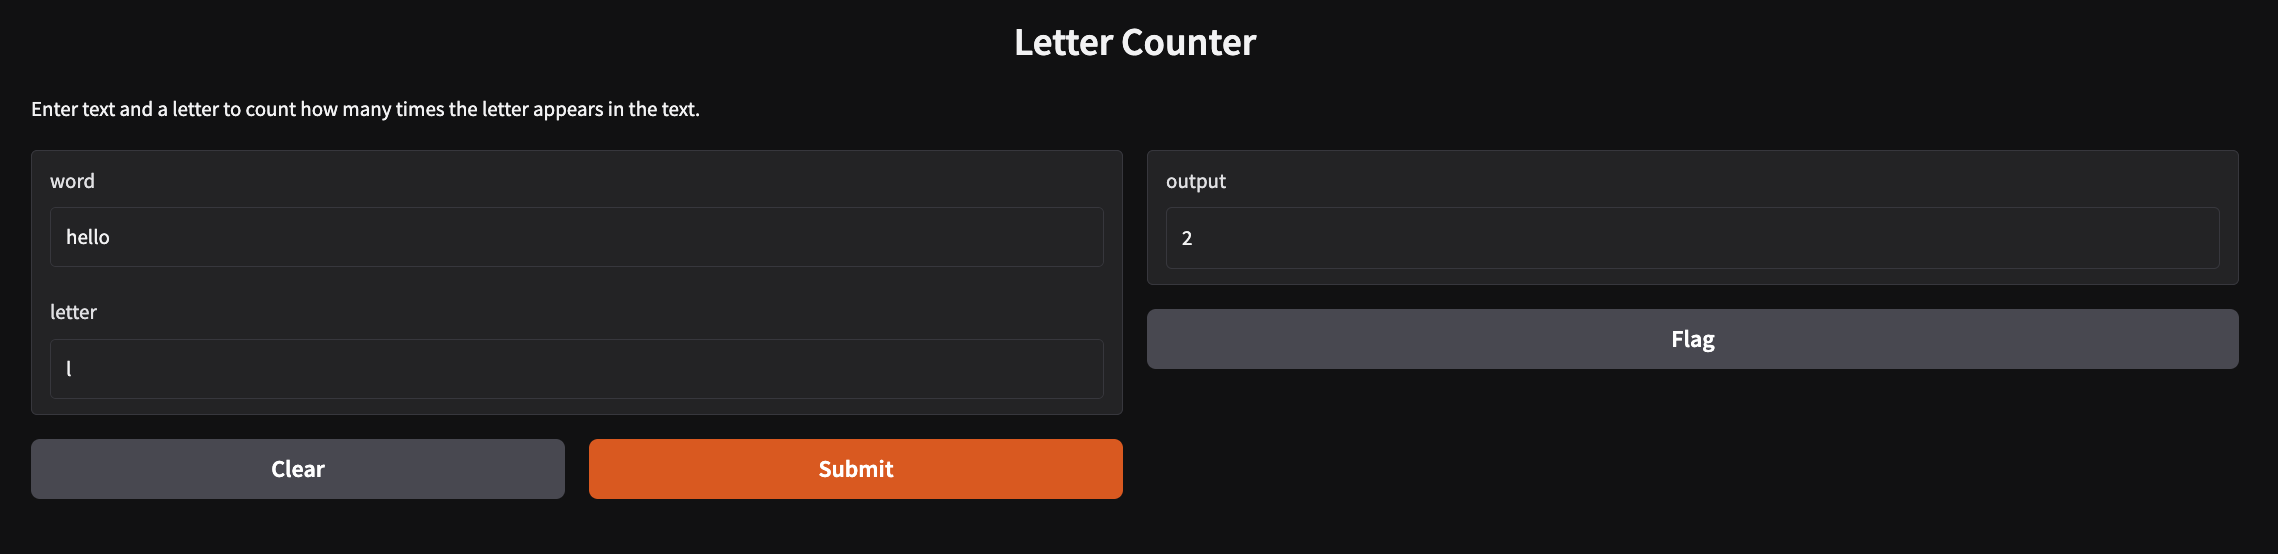 Letter Counter
Enter text and a letter to count how many times the letter appears in the text.
word
hello
letter
l
Clear
Submit
output
2
Flag